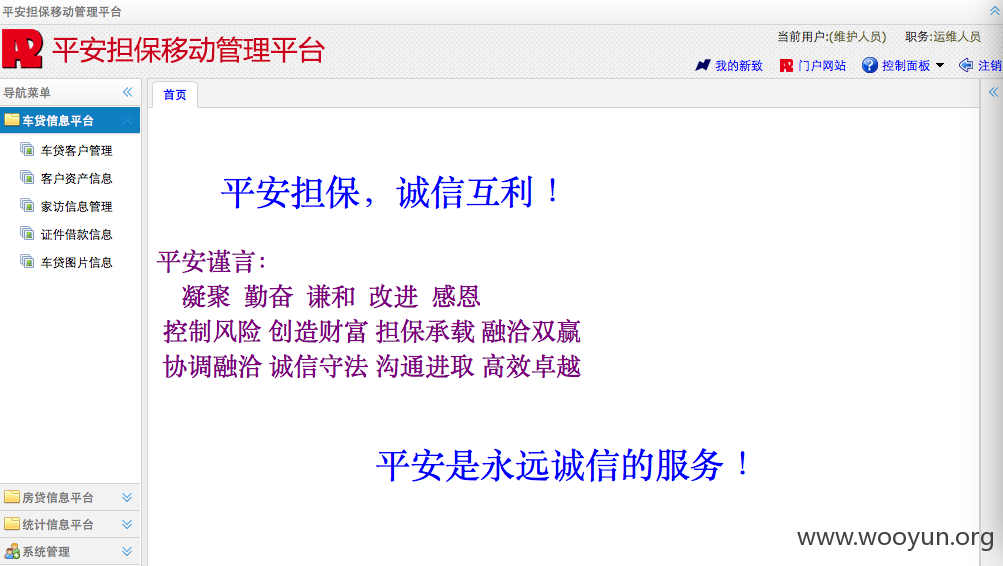 平安担保移动管理平台
平安担保移动管理平台
当前用户:(维护人员) 职务:运维人员
我的新致 门户网站 控制面板 注销
导航菜单
首页
车贷信息平台
车贷客户管理
客户资产信息
家访信息管理
证件借款信息
车贷图片信息
平安担保，诚信互利！
平安谨言：
凝聚 勤奋 谦和 改进 感恩
控制风险 创造财富 担保承载 融洽双赢
协调融洽 诚信守法 沟通进取 高效卓越
平安是永远诚信的服务！
房贷信息平台
统计信息平台
系统管理
www.wooyun.org